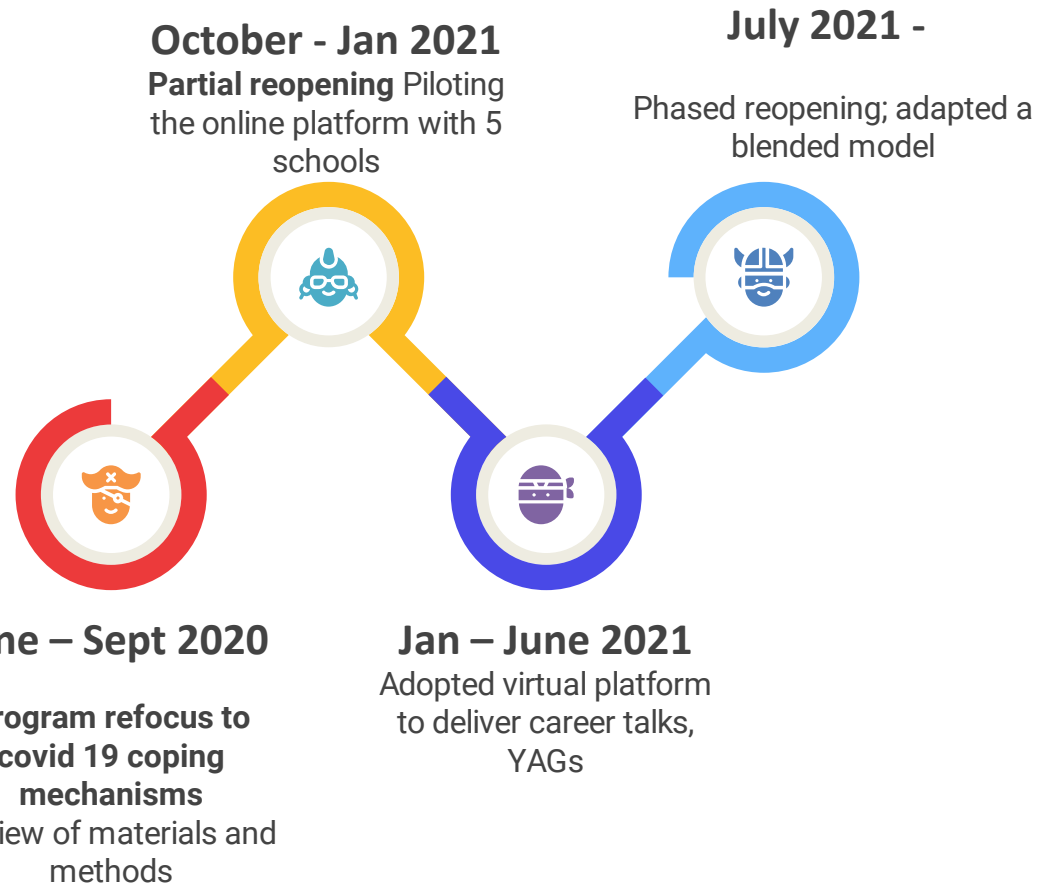 October - Jan 2021
Partial reopening Piloting
the online platform with 5
schools
July 2021 -
Phased reopening; adapted a
blended model
ne – Sept 2020
rogram refocus to
covid 19 coping
mechanisms
iew of materials and
methods
Jan – June 2021
Adopted virtual platform
to deliver career talks,
YAGs